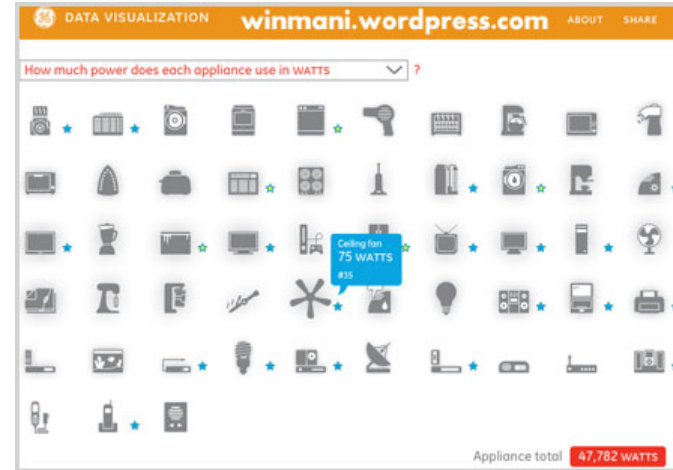 DATA VISUALIZATION winmani.wordpress.com ABOUT SHARE
How much power does each appliance use in WATTS ?
Ceiling fan
75 WATTS
#35
Appliance total 47,782 WATTS